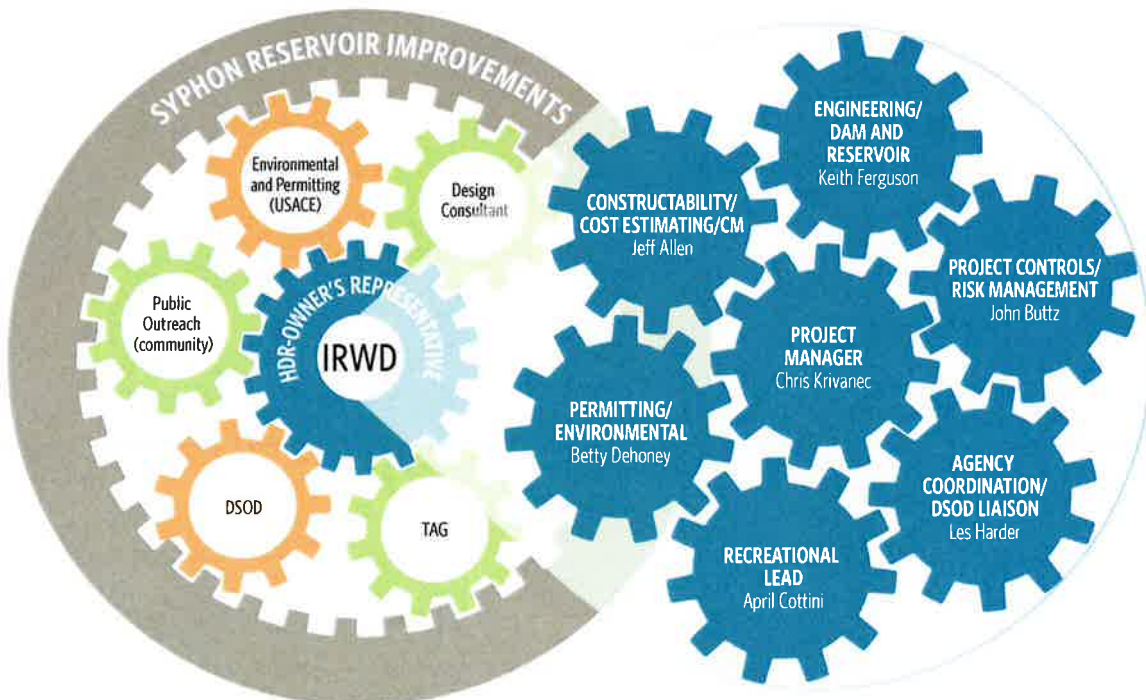 SYPHON RESERVOIR IMPROVEMENTS
Environmental
and Permitting
(USACE)
Design
Consultant
Public
Outreach
(community)
HDR-OWNER'S REPRESENTATIVE
IRWD
DSOD
TAG
ENGINEERING/
DAM AND
RESERVOIR
Keith Ferguson
CONSTRUCTABILITY/
COST ESTIMATING/CM
Jeff Allen
PROJECT CONTROLS/
RISK MANAGEMENT
John Buttz
PROJECT
MANAGER
Chris Krivanec
PERMITTING/
ENVIRONMENTAL
Betty Dehoney
AGENCY
COORDINATION/
DSOD LIAISON
Les Harder
RECREATIONAL
LEAD
April Cottini